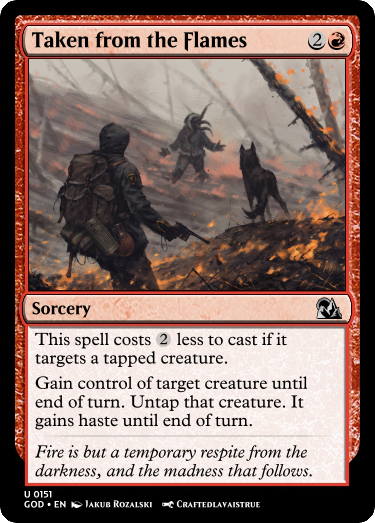 Taken from the Flames 2
Sorcery
This spell costs 2 less to cast if it
targets a tapped creature.
Gain control of target creature until
end of turn. Untap that creature. It
gains haste until end of turn.
Fire is but a temporary respite from the
darkness, and the madness that follows.
U 0151
GOD • EN Jakub Rozalski Craftedlavaistrue